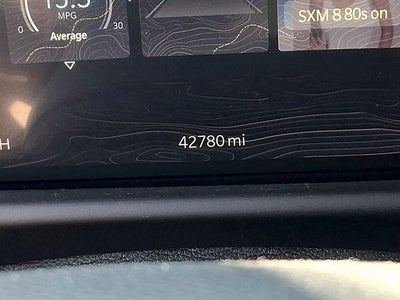 MPG
0 30
Average
SXM 8 80s on
H
42780 mi